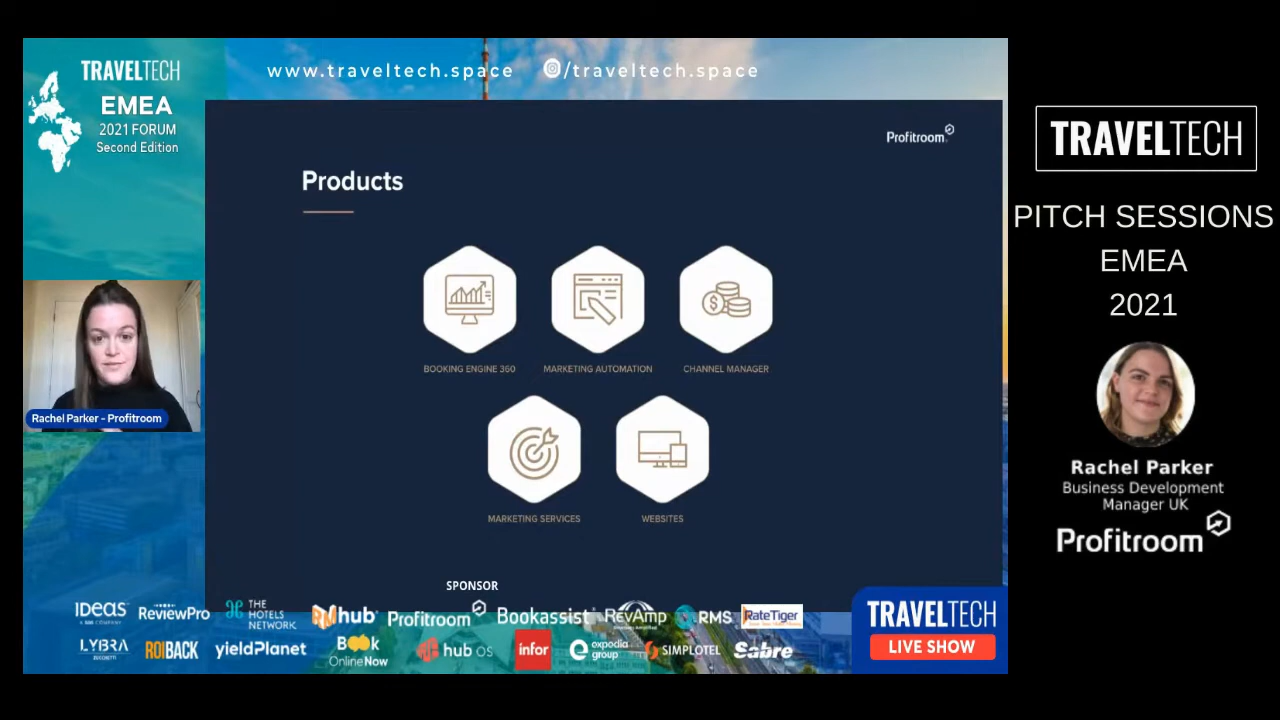 TRAVELTECH
EMEA
2021 FORUM
Second Edition
www.traveltech.space
/traveltech.space
Profitroom
Products
BOOKING ENGINE 360
MARKETING AUTOMATION
CHANNEL MANAGER
MARKETING SERVICES
WEBSITES
Rachel Parker - Profitroom
SPONSOR
IDeaS
A SAS COMPANY
ReviewPro
THE
HOTELS
NETWORK
hub
Profitroom
Bookassist
RevAmp
RMS
RateTiger
LYBRA
ZUCCHETTI
ROIBACK
yieldPlanet
Book
OnlineNow
hub OS
infor
expedia
group
SIMPLOTEL
Sabre
TRAVELTECH
LIVE SHOW
TRAVELTECH
PITCH SESSIONS
EMEA
2021
Rachel Parker
Business Development
Manager UK
Profitroom